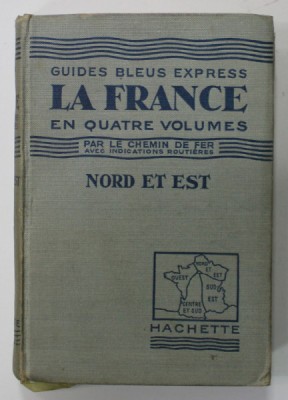 GUIDES BLEUS EXPRESS
LA FRANCE
EN QUATRE VOLUMES
PAR LE CHEMIN DE FER
AVEC INDICATIONS ROUTIÈRES
NORD ET EST
NORD
ET
EST
OUEST
SUD
EST
CENTRE
ET SUD
HACHETTE